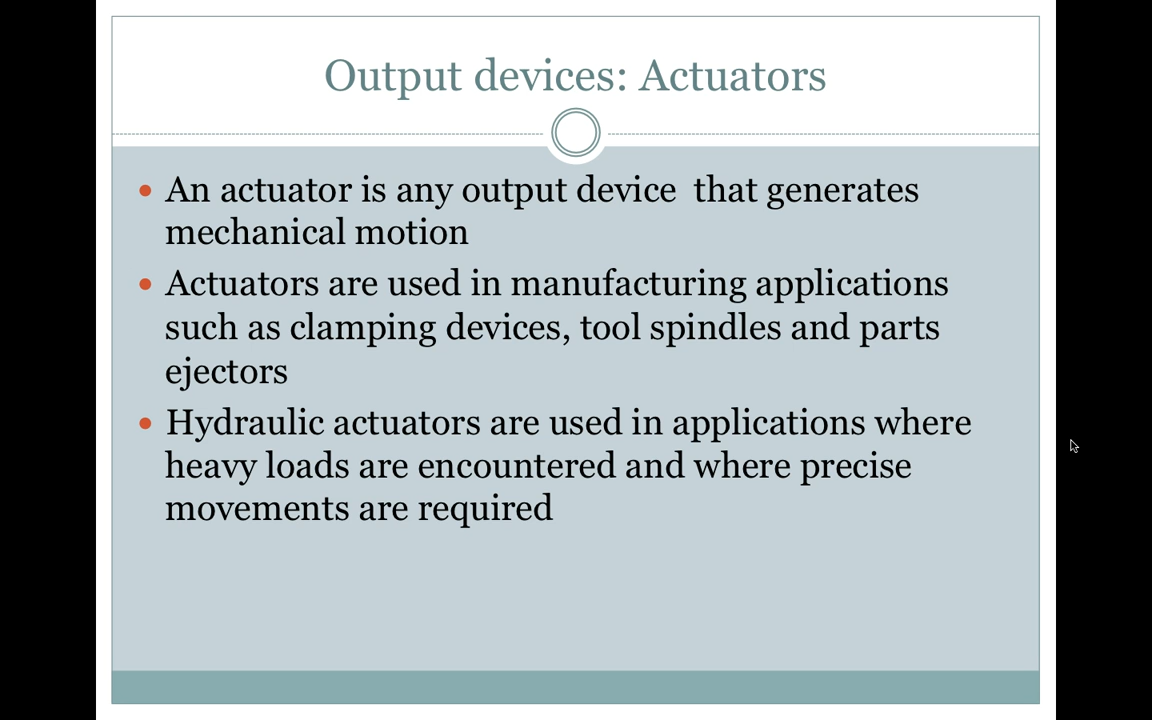 Output devices: Actuators
• An actuator is any output device  that generates
mechanical motion
• Actuators are used in manufacturing applications
such as clamping devices, tool spindles and parts
ejectors
• Hydraulic actuators are used in applications where
heavy loads are encountered and where precise
movements are required